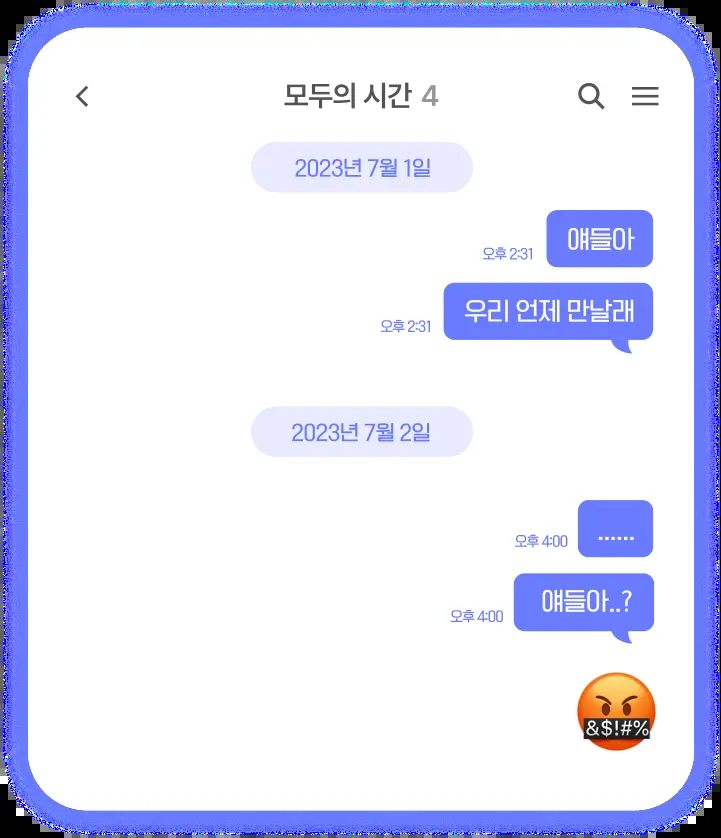 모두의 시간 4
2023년 7월 1일
얘들아
오후 2:31
우리 언제 만날래
오후 2:31
2023년 7월 2일
......
오후 4:00
얘들아..?
오후 4:00
&$!#%